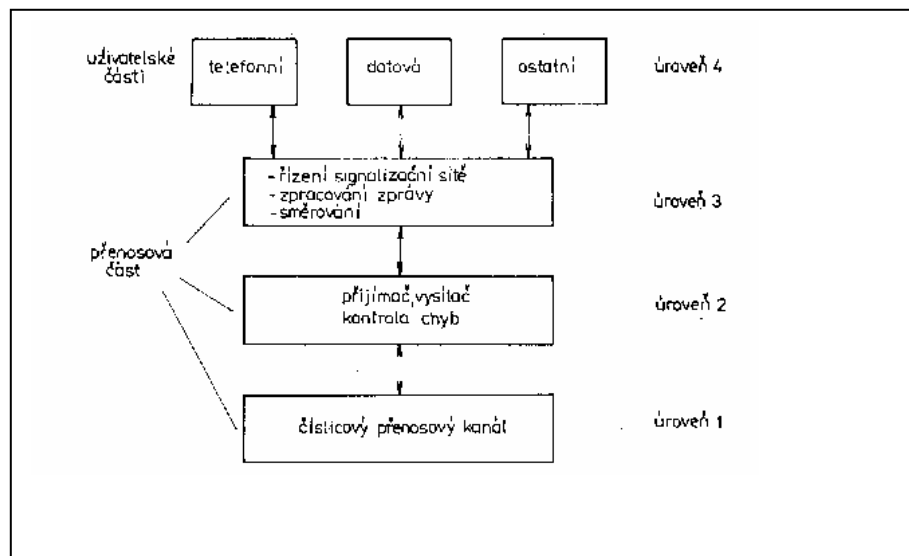 uživatelské
části
telefonní
datová
ostatní
úroveň 4
- řízení signalizační sítě
- zpracování zprávy
- směrování
úroveň 3
přenosová
část
přijímač, vysílač
kontrola chyb
úroveň 2
číslicový přenosový kanál
úroveň 1